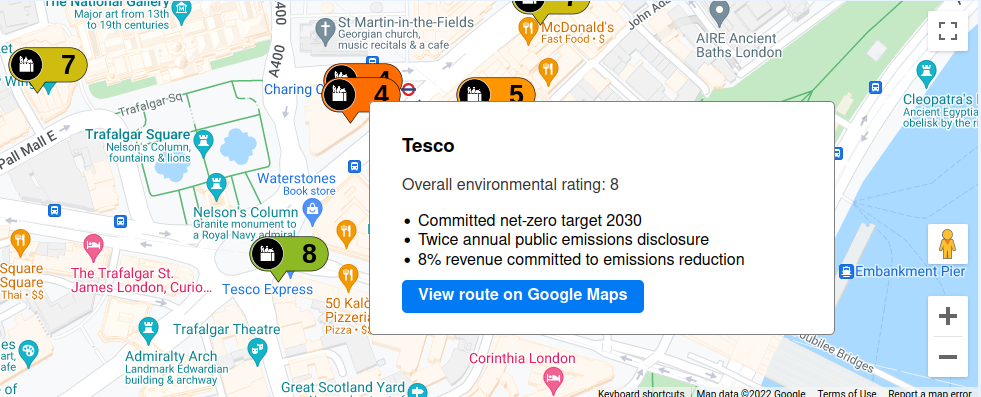 The National Gallery
Major art from 13th
to 19th centuries
400
A400
St Martin-in-the-Fields
Georgian church,
music recitals & a cafe
7
McDonald's
Fast Food • $
John Ada
AIRE Ancient
Baths London
7
4
4
5
Charing C
Trafalgar Sq
Pall Mall E
Cleopatra's
Ancient Egyptia
obelisk by the r
Trafalgar Square
Nelson's Column,
fountains & lions
Waterstones
Book store
Nelson's Column
Granite monument to
a Royal Navy admiral
8
Tesco Express
Tesco
Overall environmental rating: 8
• Committed net-zero target 2030
• Twice annual public emissions disclosure
• 8% revenue committed to emissions reduction
View route on Google Maps
Square
Square
Thai • $$
The Trafalgar St.
James London, Curio...
50 Kalò
Pizzeria
Pizza • $
Embankment Pier
Trafalgar Theatre
Admiralty Arch
Landmark Edwardian
building & archway
Corinthia London
Jubilee Bridges
Great Scotland Yard
Keyboard shortcuts
Map data ©2022 Google
Terms of Use
Report a map error